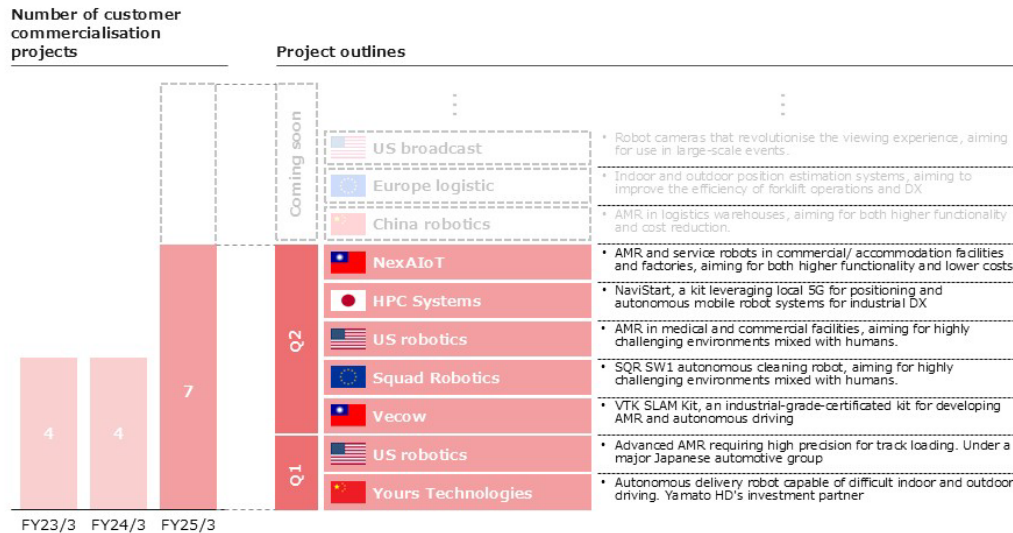 Number of customer
commercialisation
projects
Project outlines
Coming soon
⋮
⋮
US broadcast
• Robot cameras that revolutionise the viewing experience, aiming
for use in large-scale events.
Europe logistic
• Indoor and outdoor position estimation systems, aiming to
improve the efficiency of forklift operations and DX
China robotics
• AMR in logistics warehouses, aiming for both higher functionality
and cost reduction.
Q2
NexAIoT
• AMR and service robots in commercial/ accommodation facilities
and factories, aiming for both higher functionality and lower costs
HPC Systems
• NaviStart, a kit leveraging local 5G for positioning and
autonomous mobile robot systems for industrial DX
US robotics
• AMR in medical and commercial facilities, aiming for highly
challenging environments mixed with humans.
Squad Robotics
• SQR SW1 autonomous cleaning robot, aiming for highly
challenging environments mixed with humans.
Vecow
• VTK SLAM Kit, an industrial-grade-certificated kit for developing
AMR and autonomous driving
Q1
US robotics
• Advanced AMR requiring high precision for track loading. Under a
major Japanese automotive group
Yours Technologies
• Autonomous delivery robot capable of difficult indoor and outdoor
driving. Yamato HD's investment partner
4
4
7
FY23/3
FY24/3
FY25/3